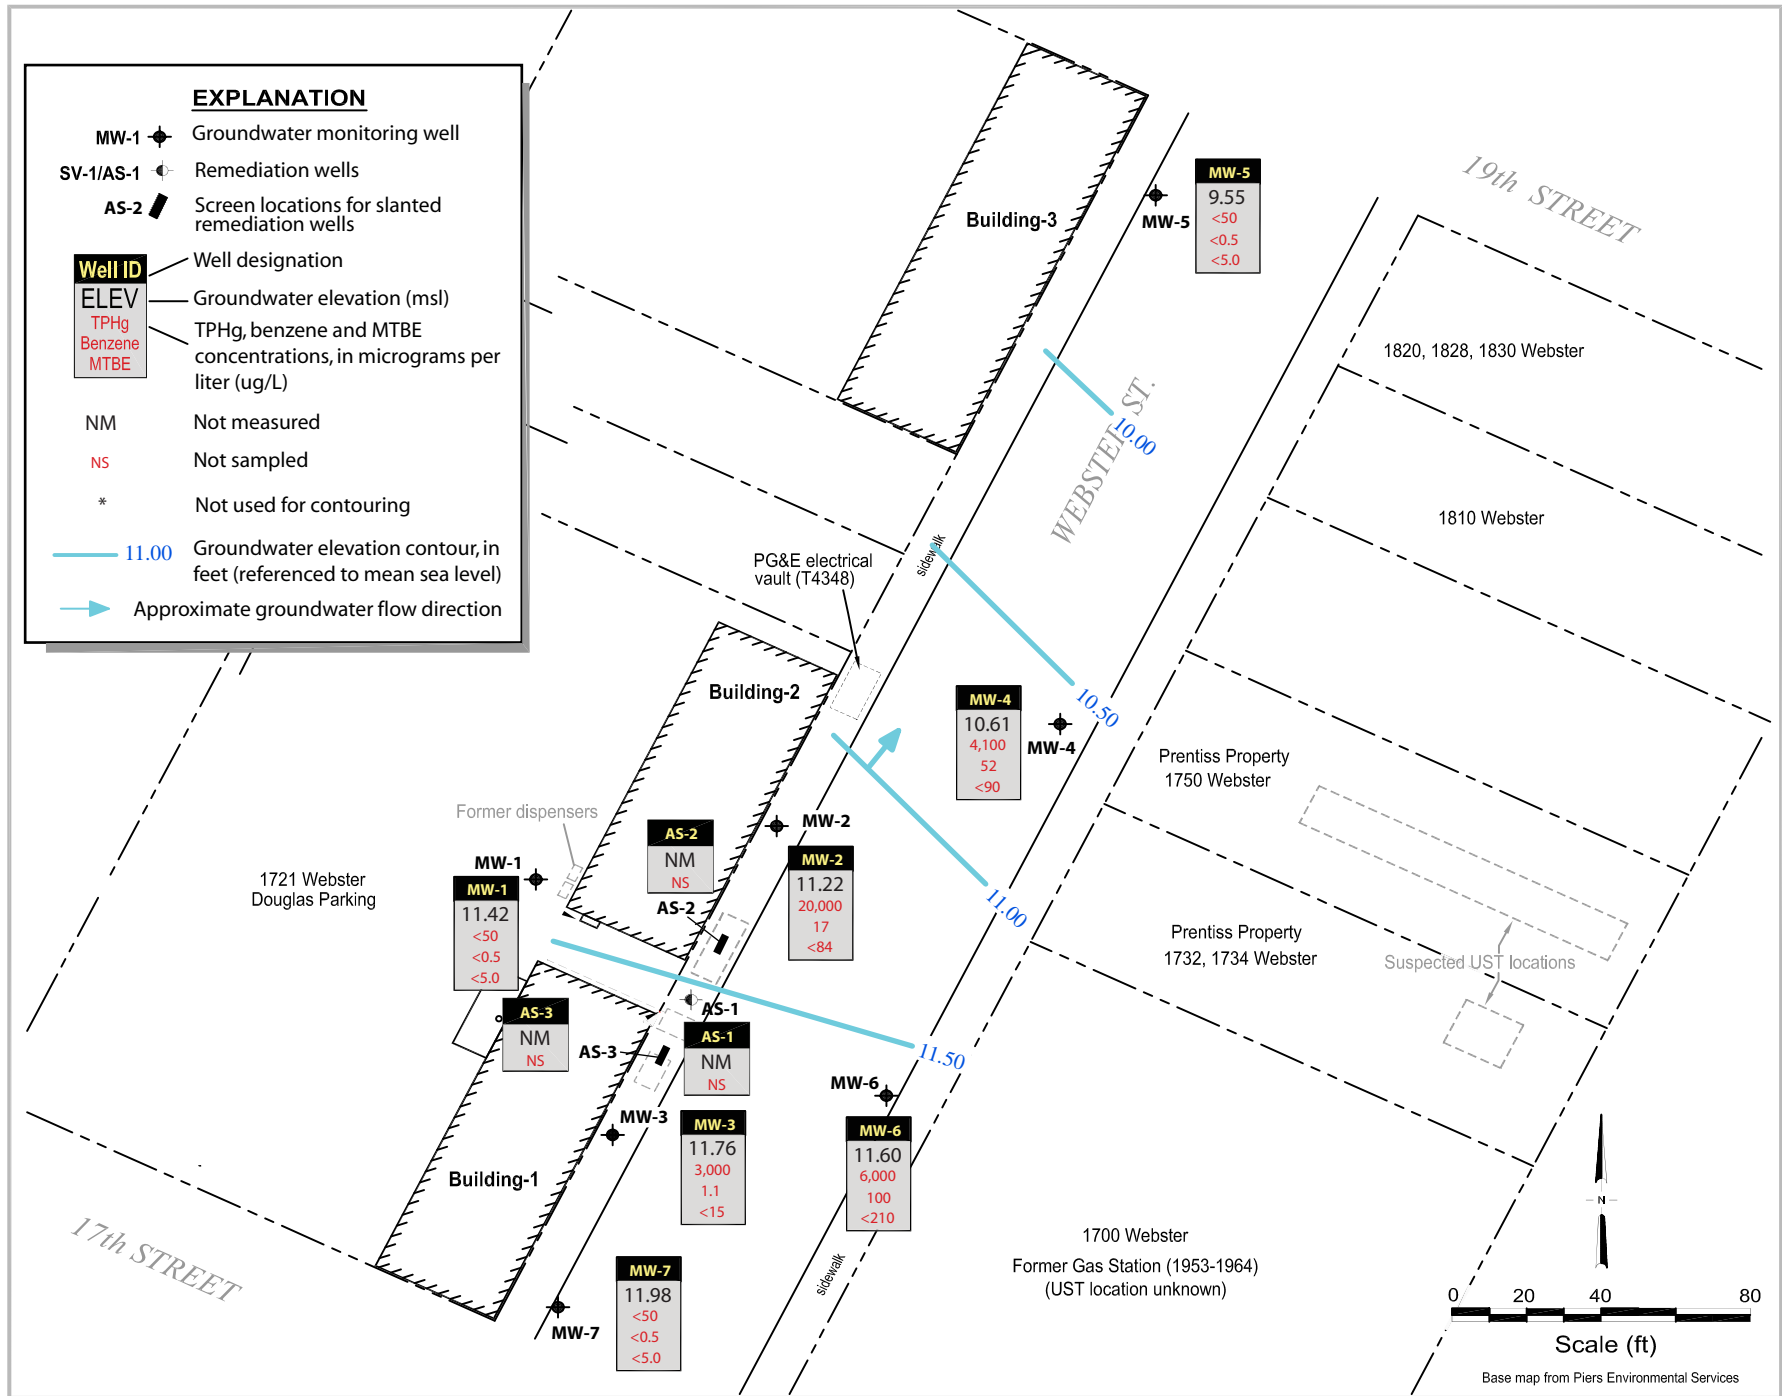 EXPLANATION
MW-1 Groundwater monitoring well
SV-1/AS-1 Remediation wells
AS-2 Screen locations for slanted
remediation wells
Well ID Well designation
ELEV Groundwater elevation (msl)
TPHg
Benzene
MTBE
TPHg, benzene and MTBE
concentrations, in micrograms per
liter (ug/L)
NM Not measured
NS Not sampled
* Not used for contouring
11.00 Groundwater elevation contour, in
feet (referenced to mean sea level)
Approximate groundwater flow direction
19th STREET
Building-3
MW-5
MW-5
9.55
<50
<0.5
<5.0
1820, 1828, 1830 Webster
10.00
WEBSTER ST.
1810 Webster
sidewalk
PG&E electrical
vault (T4348)
Building-2
10.50
MW-4
10.61
4,100
52
<90
MW-4
Prentiss Property
1750 Webster
Former dispensers
AS-2
NM
NS
MW-2
MW-2
11.22
20,000
17
<84
MW-1
MW-1
11.42
<50
<0.5
<5.0
1721 Webster
Douglas Parking
AS-2
11.00
Prentiss Property
1732, 1734 Webster
Suspected UST locations
AS-3
NM
NS
AS-1
AS-1
NM
NS
AS-3
11.50
MW-6
MW-3
MW-3
11.76
3,000
1.1
<15
MW-6
11.60
6,000
100
<210
Building-1
17th STREET
MW-7
11.98
<50
<0.5
<5.0
MW-7
sidewalk
1700 Webster
Former Gas Station (1953-1964)
(UST location unknown)
N
0 20 40 80
Scale (ft)
Base map from Piers Environmental Services